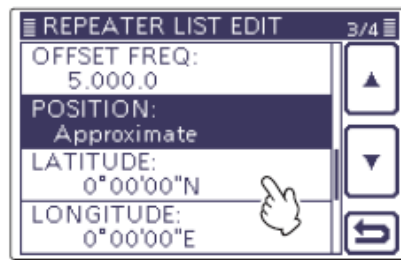 REPEATER LIST EDIT
3/4
OFFSET FREQ:
5.000.0
POSITION:
Approximate
LATITUDE:
0°00'00"N
LONGITUDE:
0°00'00"E